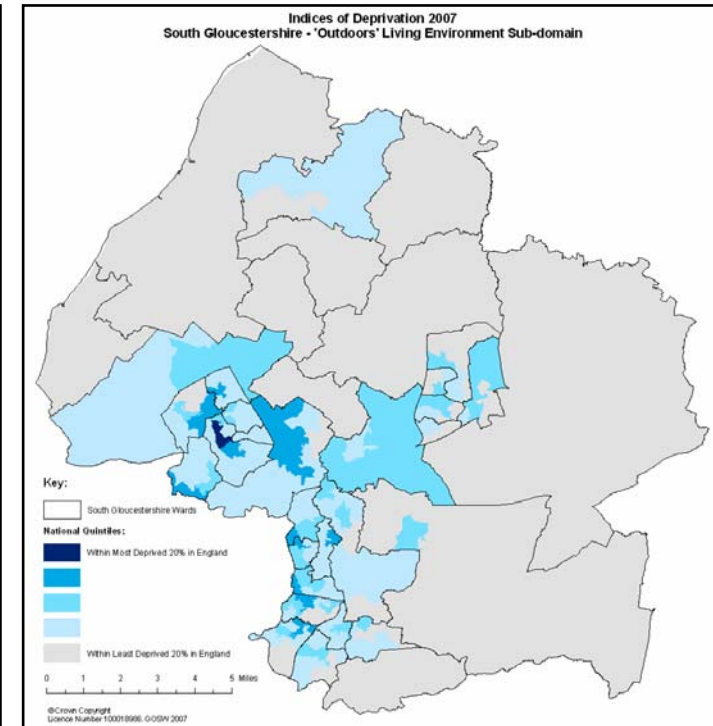 Indices of Deprivation 2007
South Gloucestershire - 'Outdoors' Living Environment Sub-domain
Key:
South Gloucestershire Wards
National Quintiles:
Within Most Deprived 20% in England
Within Least Deprived 20% in England
0 1 2 3 4 5 Miles
©Crown Copyright
Licence Number 100018986. GOSW 2007